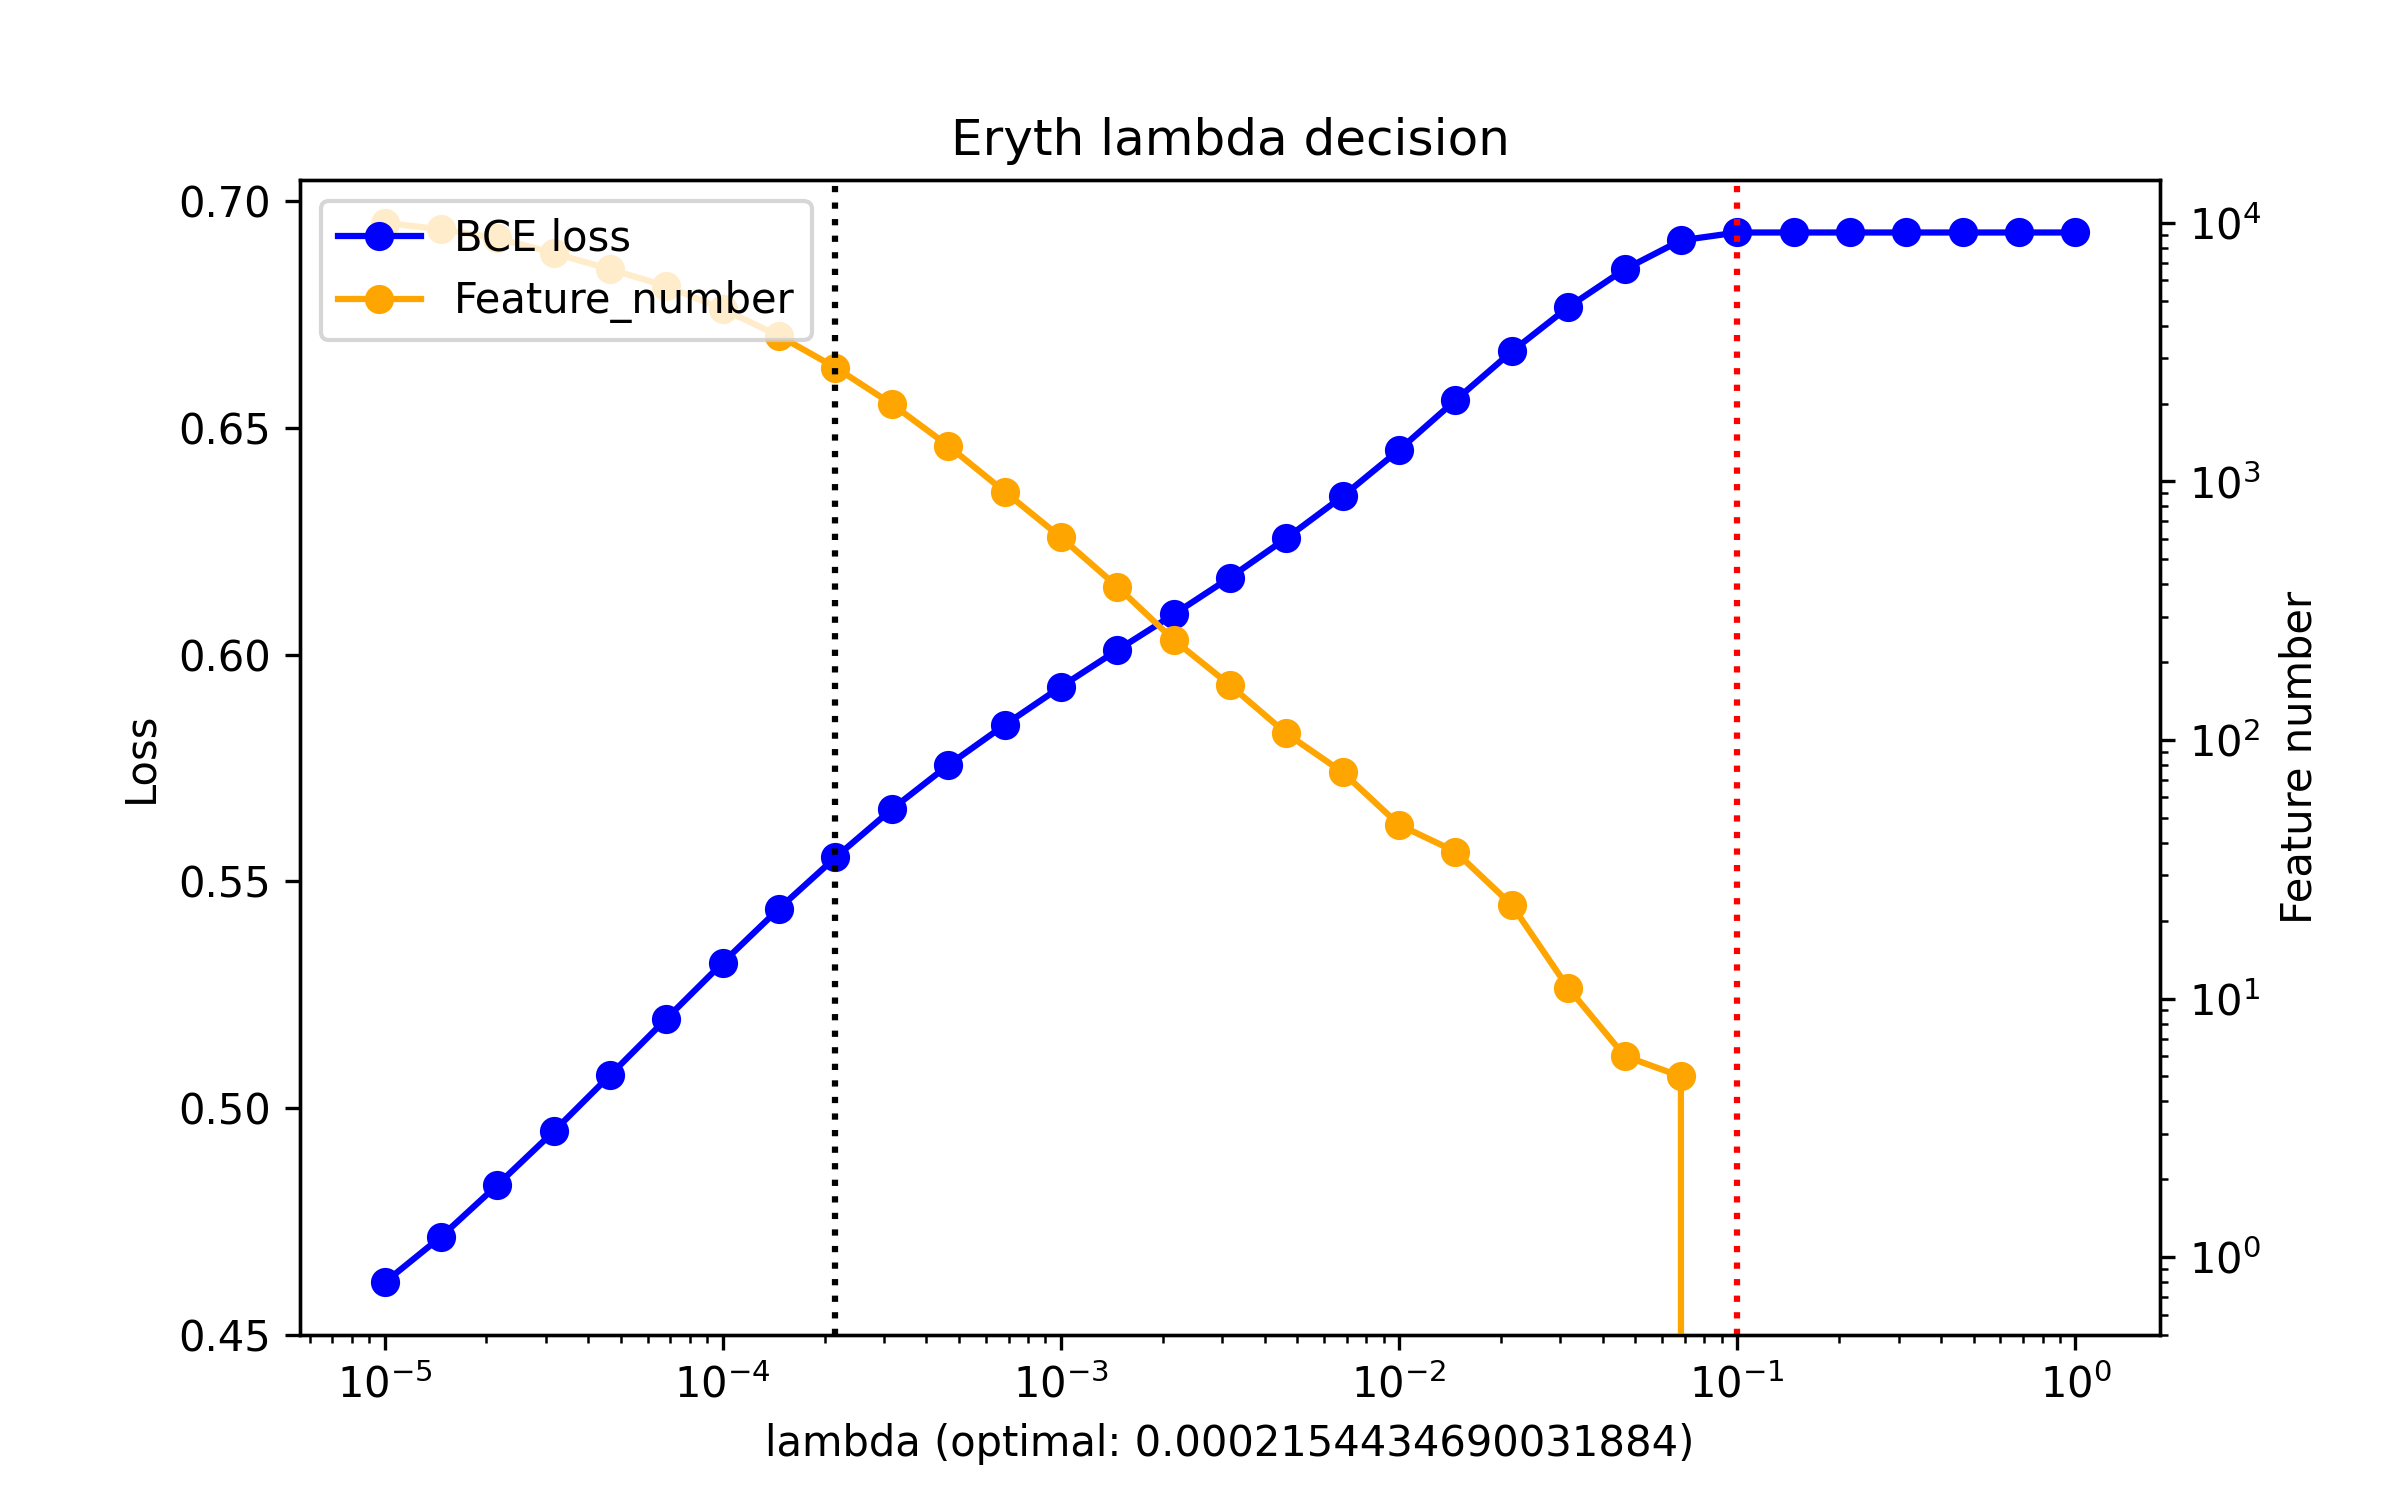 Eryth lambda decision
BCE loss
Feature_number
0.70
0.65
0.60
0.55
0.50
0.45
Loss
10⁴
10³
10²
10¹
10⁰
Feature number
10⁻⁵ 10⁻⁴ 10⁻³ 10⁻² 10⁻¹ 10⁰
lambda (optimal: 0.00021544346900318​84)